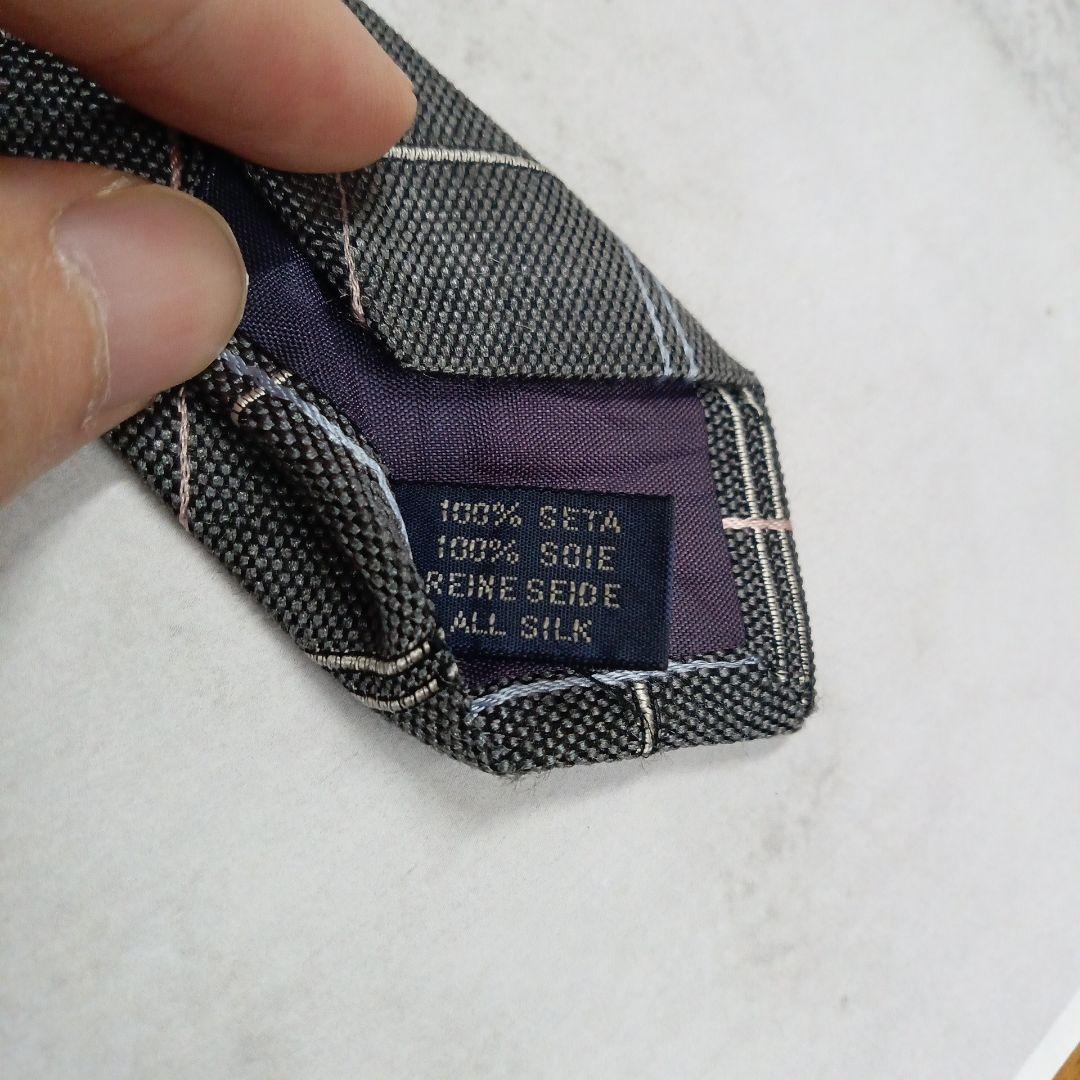 100% SETA
100% SOIE
REINE SEIDE
ALL SILK